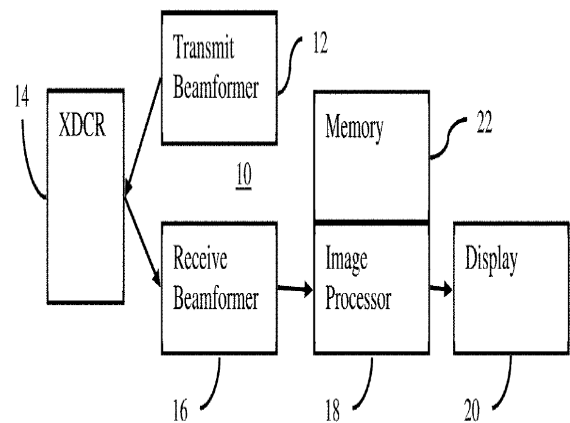 Transmit
Beamformer
12
14
XDCR
Memory
22
10
Receive
Beamformer
Image
Processor
Display
16
18
20